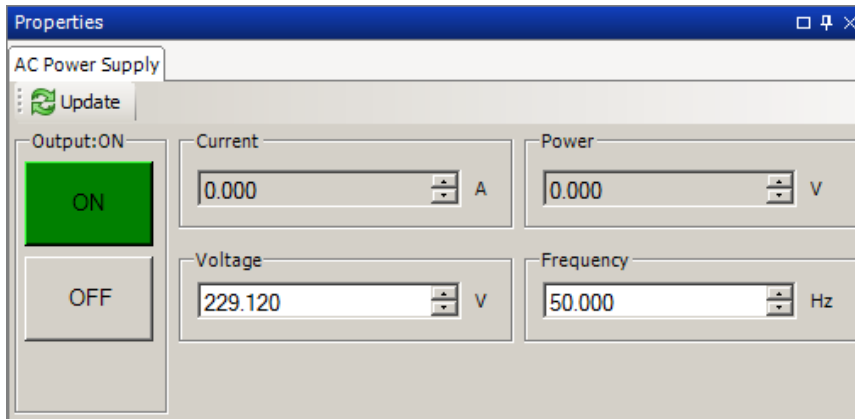 Properties
AC Power Supply
Update
Output:ON
ON
OFF
Current
0.000 A
Power
0.000 V
Voltage
229.120 V
Frequency
50.000 Hz